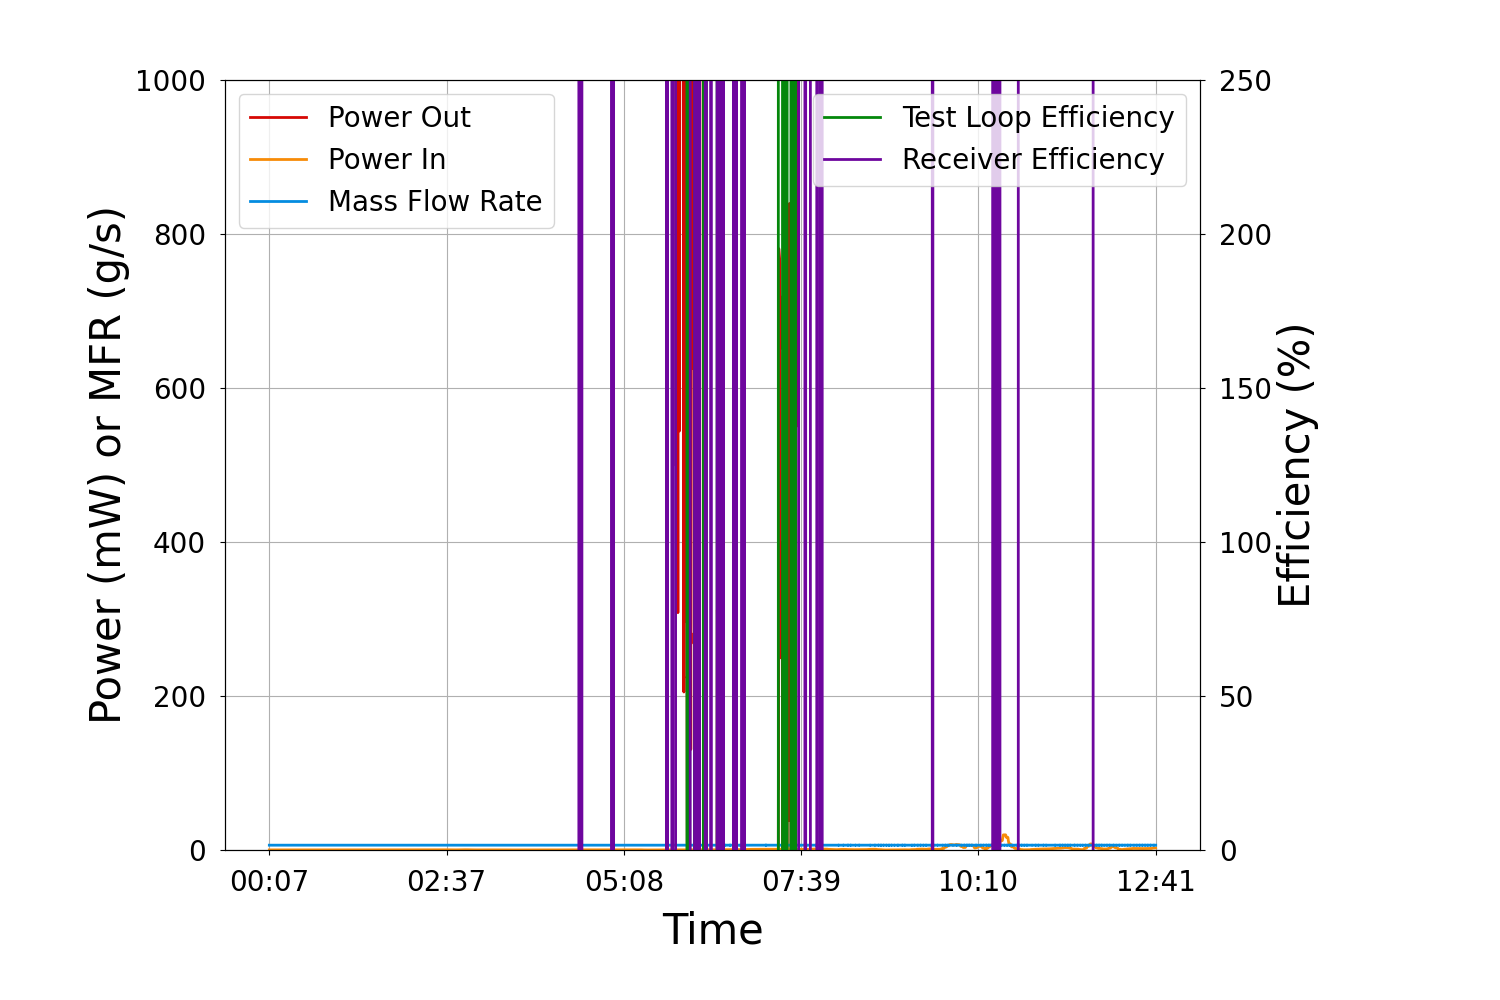 1000
800
600
400
200
0
Power (mW) or MFR (g/s)
Power Out
Power In
Mass Flow Rate
Test Loop Efficiency
Receiver Efficiency
250
200
150
100
50
0
Efficiency (%)
00:07 02:37 05:08 07:39 10:10 12:41
Time